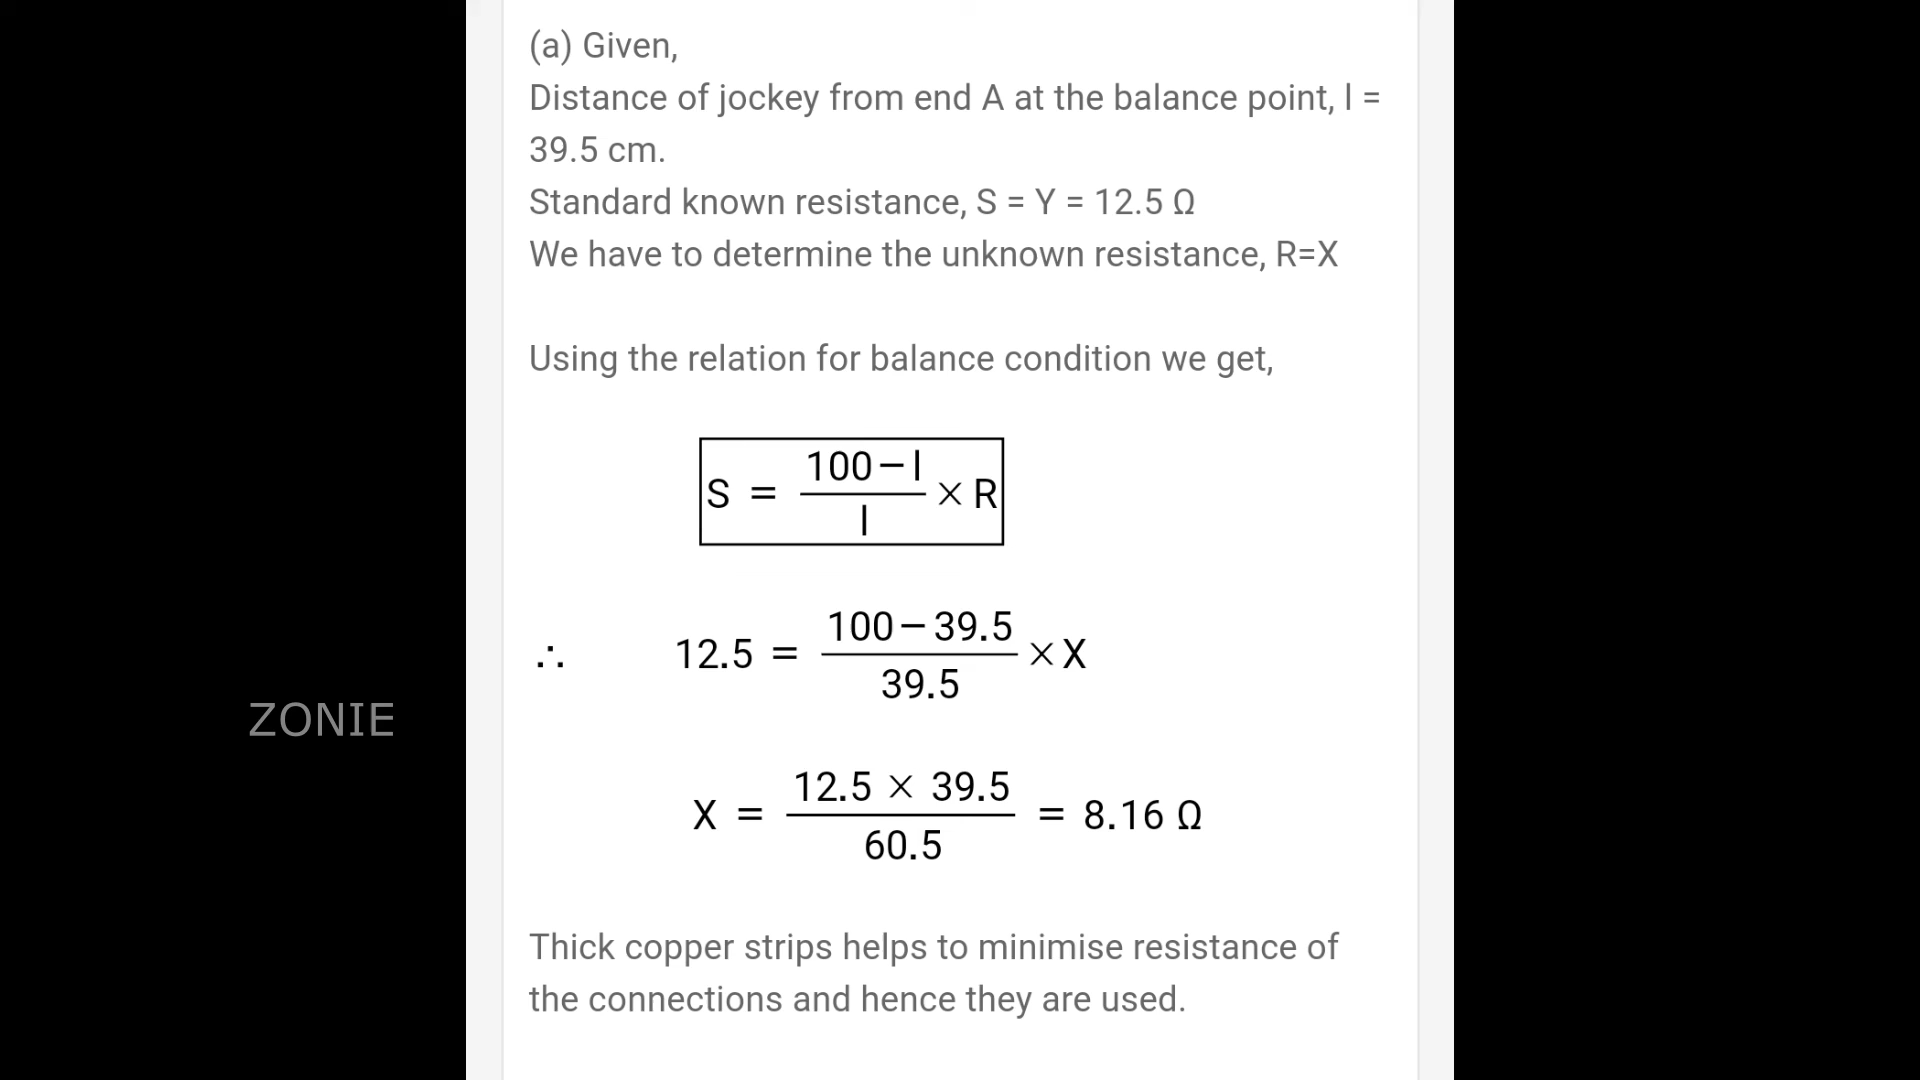 (a) Given,
Distance of jockey from end A at the balance point, l =
39.5 cm.
Standard known resistance, S = Y = 12.5 Ω
We have to determine the unknown resistance, R=X
Using the relation for balance condition we get,
S = (100 − l)/l × R
∴ 12.5 = (100 − 39.5)/39.5 × X
ZONIE
X = (12.5 × 39.5)/60.5 = 8.16 Ω
Thick copper strips helps to minimise resistance of
the connections and hence they are used.